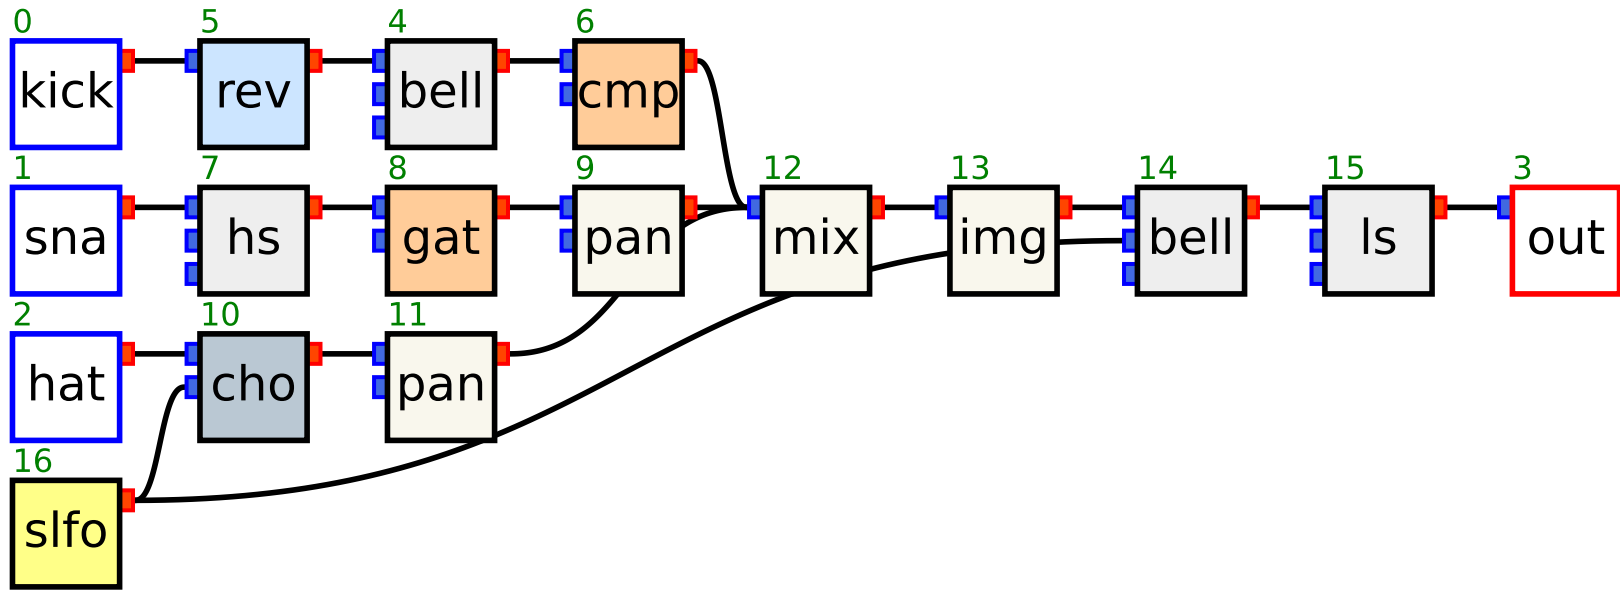 0 5 4 6
kick rev bell cmp
1 7 8 9 12 13 14 15 3
sna hs gat pan mix img bell ls out
2 10 11
hat cho pan
16
slfo